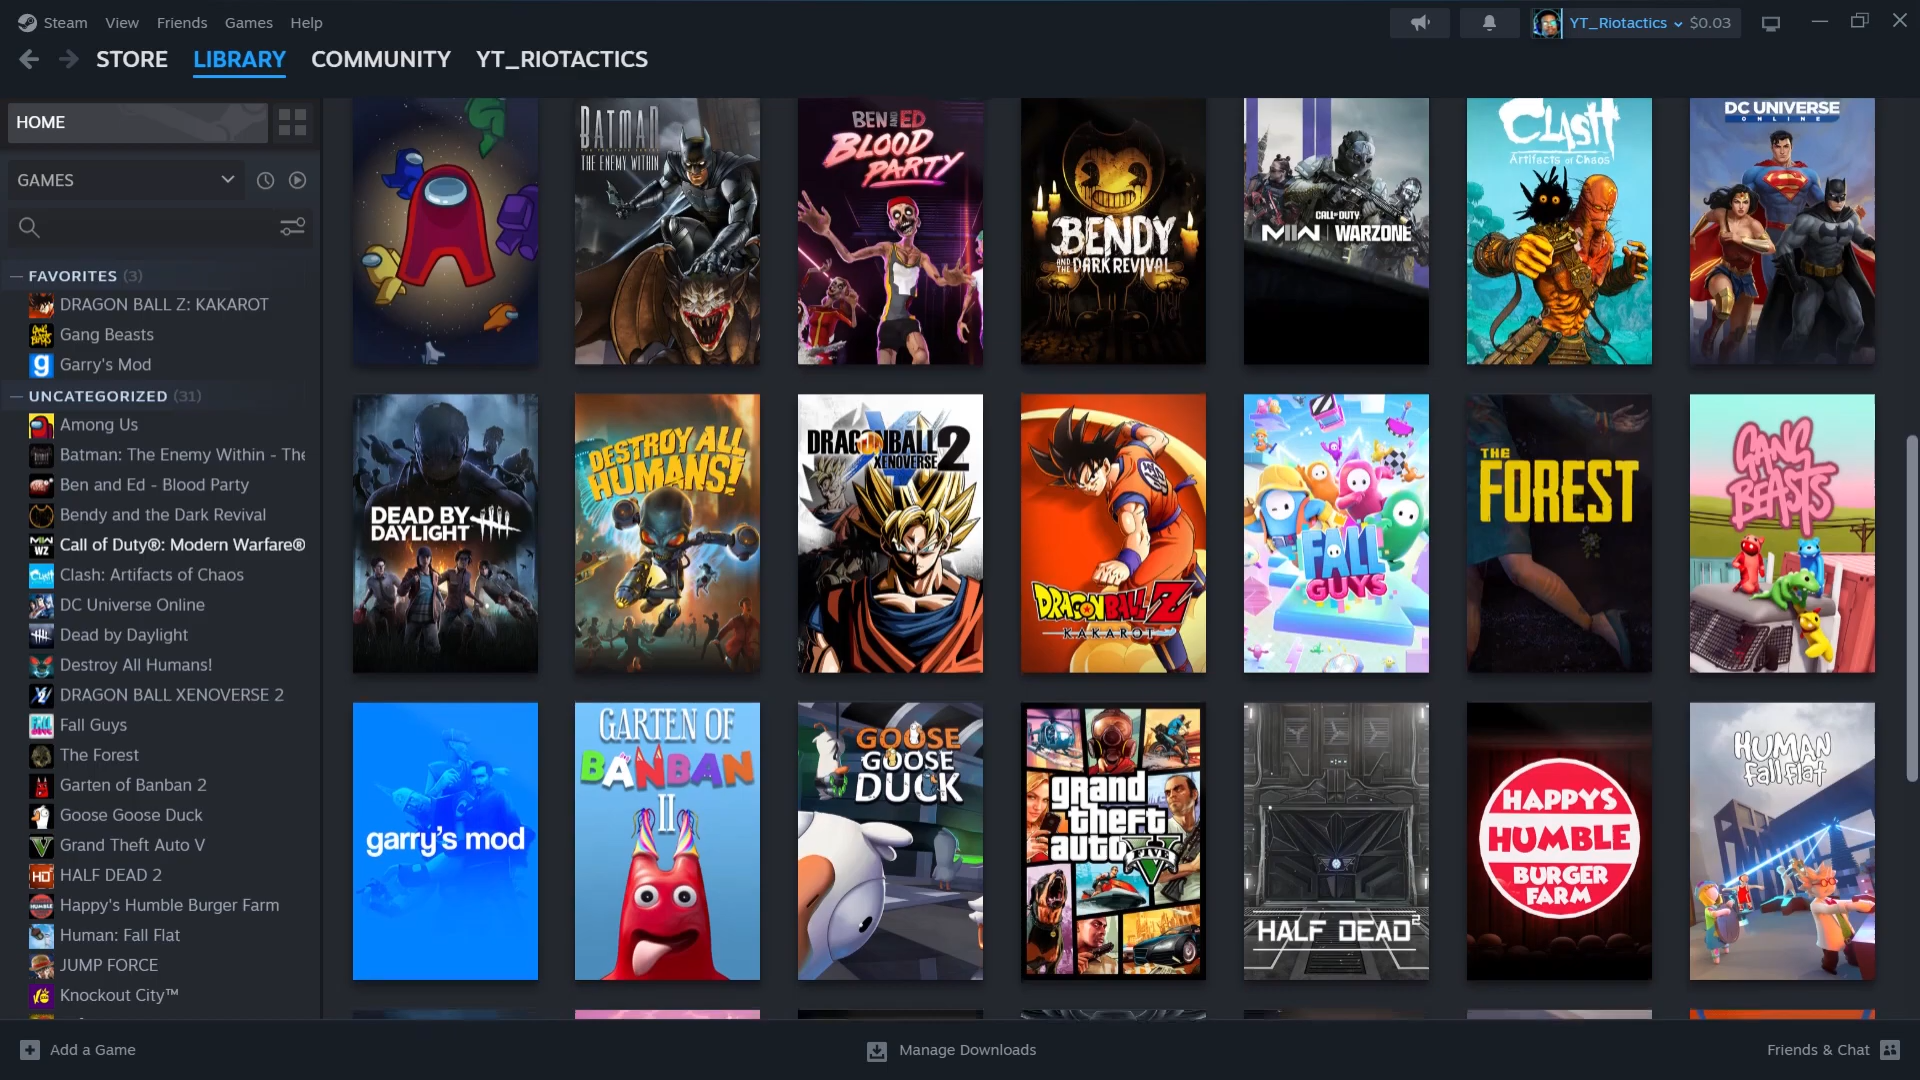 Steam View Friends Games Help
YT_Riotactics $0.03
STORE LIBRARY COMMUNITY YT_RIOTACTICS
HOME
GAMES
FAVORITES (3)
DRAGON BALL Z: KAKAROT
Gang Beasts
Garry's Mod
UNCATEGORIZED (31)
Among Us
Batman: The Enemy Within - The
Ben and Ed - Blood Party
Bendy and the Dark Revival
Call of Duty®: Modern Warfare®
Clash: Artifacts of Chaos
DC Universe Online
Dead by Daylight
Destroy All Humans!
DRAGON BALL XENOVERSE 2
Fall Guys
The Forest
Garten of Banban 2
Goose Goose Duck
Grand Theft Auto V
HALF DEAD 2
Happy's Humble Burger Farm
Human: Fall Flat
JUMP FORCE
Knockout City™
BATMAN
THE ENEMY WITHIN
BEN AND ED
BLOOD
PARTY
BENDY
AND THE DARK REVIVAL
CALL OF DUTY
MW | WARZONE
CLASH
Artifacts of Chaos
DC UNIVERSE
ONLINE
DEAD BY
DAYLIGHT
DESTROY ALL
HUMANS!
DRAGONBALL
XENOVERSE 2
DRAGONBALL Z
KAKAROT
FALL
GUYS
THE
FOREST
GANG
BEASTS
garry's mod
GARTEN OF
BANBAN
II
GOOSE
GOOSE
DUCK
grand
theft
auto
FIVE
HALF DEAD 2
HAPPYS
HUMBLE
BURGER
FARM
HUMAN
fall flat
Add a Game
Manage Downloads
Friends & Chat